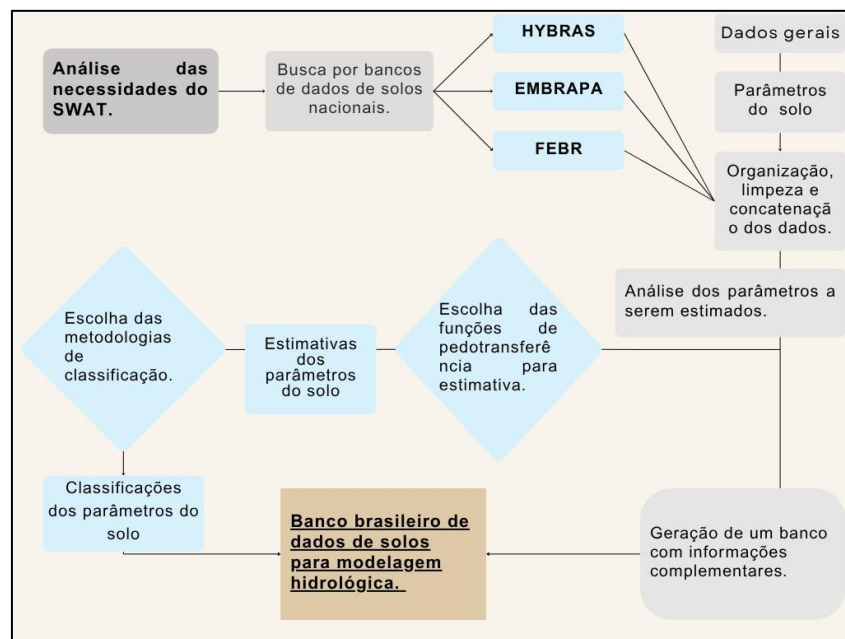 Análise das
necessidades do
SWAT.
Busca por bancos
de dados de solos
nacionais.
HYBRAS
EMBRAPA
FEBR
Dados gerais
Parâmetros
do solo
Organização,
limpeza e
concatenaçã
o dos dados.
Análise dos parâmetros a
serem estimados.
Escolha das
funções de
pedotransferê
ncia para
estimativa.
Estimativas
dos
parâmetros
do solo
Escolha das
metodologias
de
classificação.
Classificações
dos parâmetros do
solo
Banco brasileiro de
dados de solos
para modelagem
hidrológica.
Geração de um banco
com informações
complementares.